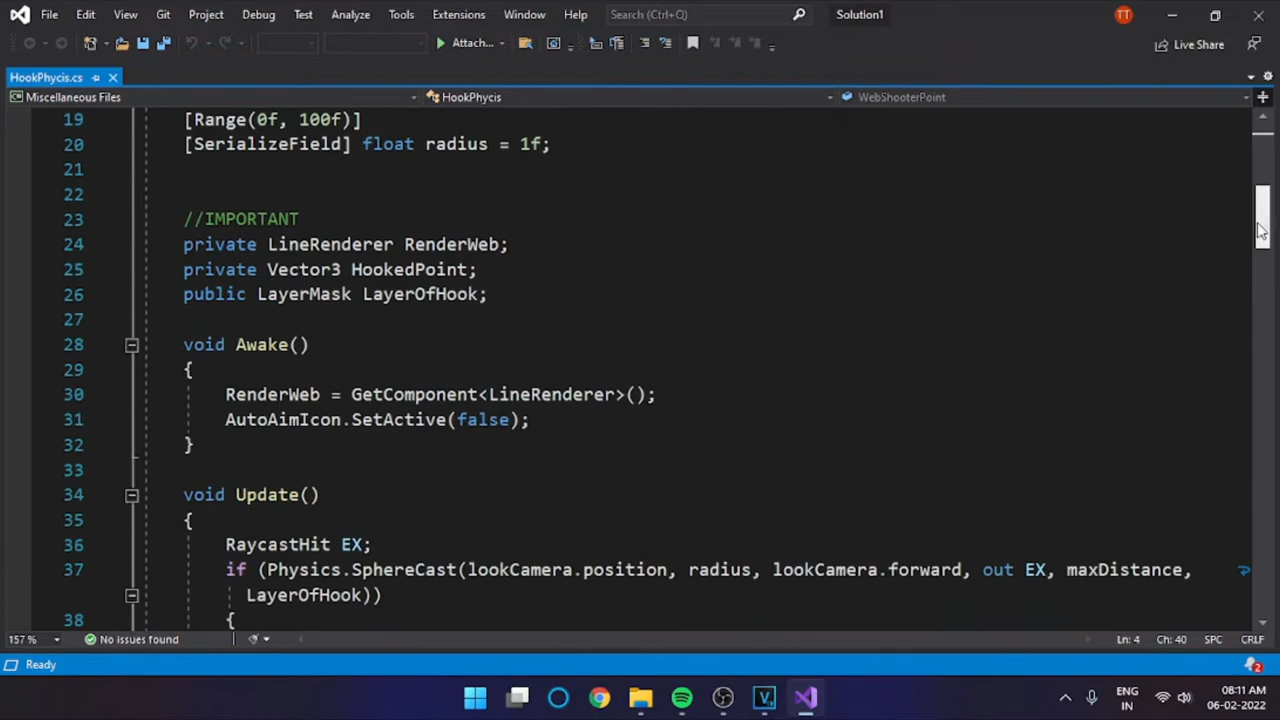 File Edit View Git Project Debug Test Analyze Tools Extensions Window Help Search (Ctrl+Q) Solution1 TT
Attach... Live Share
HookPhycis.cs
Miscellaneous Files HookPhycis WebShooterPoint
19 [Range(0f, 100f)]
20 [SerializeField] float radius = 1f;
21
22
23 //IMPORTANT
24 private LineRenderer RenderWeb;
25 private Vector3 HookedPoint;
26 public LayerMask LayerOfHook;
27
28 void Awake()
29 {
30 RenderWeb = GetComponent<LineRenderer>();
31 AutoAimIcon.SetActive(false);
32 }
33
34 void Update()
35 {
36 RaycastHit EX;
37 if (Physics.SphereCast(lookCamera.position, radius, lookCamera.forward, out EX, maxDistance,
LayerOfHook))
38 {
157 % No issues found Ln: 4 Ch: 40 SPC CRLF
Ready 2
ENG 08:11 AM
IN 06-02-2022